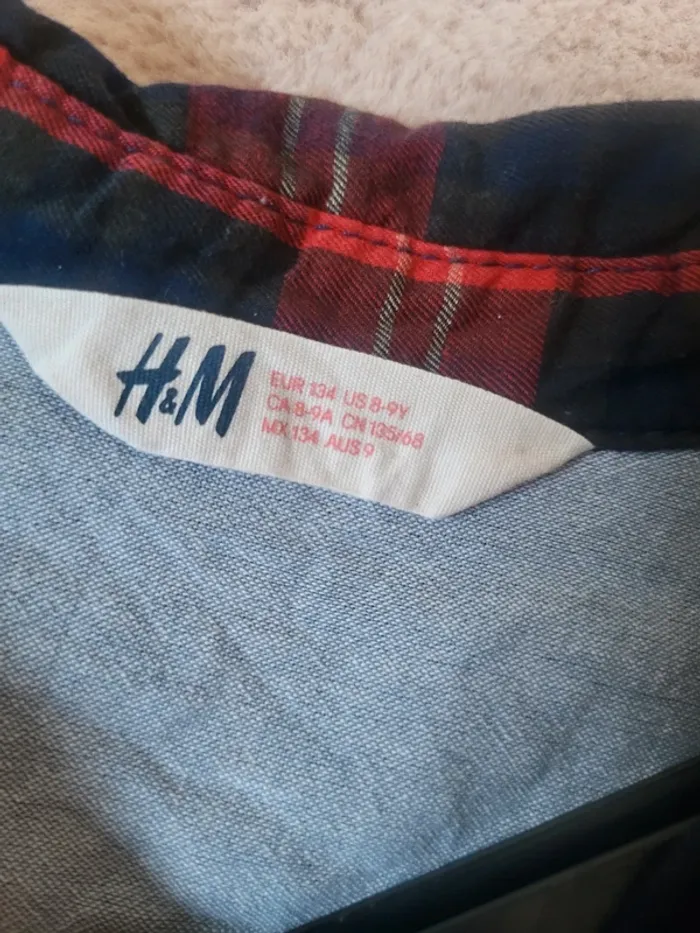 H&M
EUR 134 US 8-9Y
CA 8-9A CN 135/68
MX 134 AUS 9